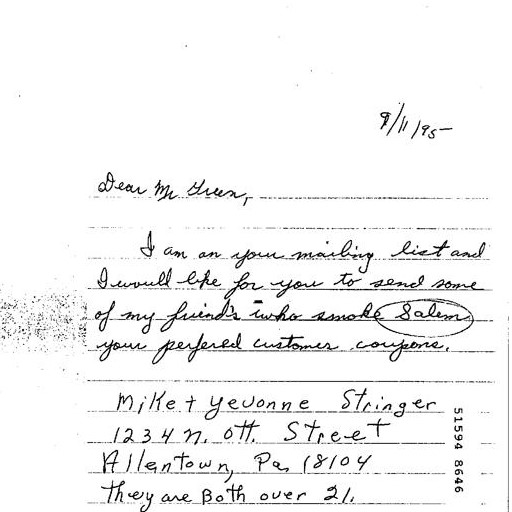 9/11/95
Dear Mr Green,
I am on your mailing list and
I would like for you to send some
of my friend's who smoke Salem
your perfered customer coupons.
Mike + Yevonne Stringer
1234 N. Ott. Street
Allentown, Pa, 18104
They are Both over 21.
51594 8646